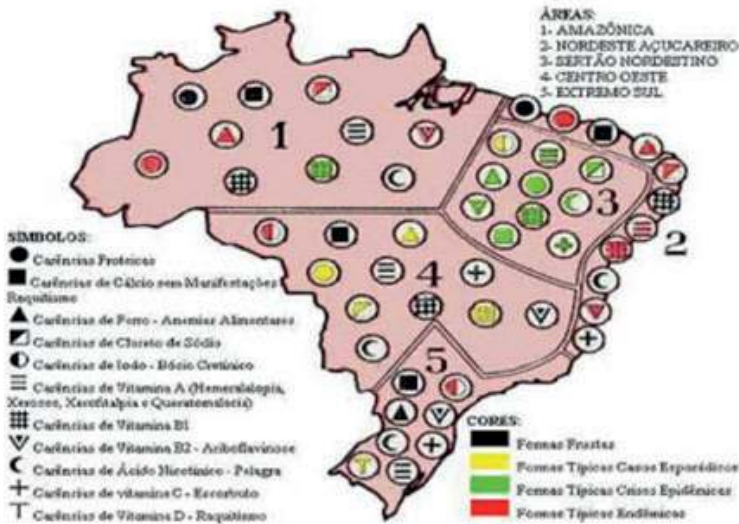 ÁREAS:
1- AMAZÔNICA
2- NORDESTE AÇUCAREIRO
3- SERTÃO NORDESTINO
4- CENTRO OESTE
5- EXTREMO SUL
1
3
2
4
5
SÍMBOLOS:
Carências Proteicas
Carências de Cálcio sem Manifestações
Raquitismo
Carências de Ferro - Anemias Alimentares
Carências de Cloreto de Sódio
Carências de Iodo - Bócio Cretínico
Carências de Vitamina A (Hemeralalopia,
Xerose, Xeroftalpia e Queratomalácia)
Carências de Vitamina B1
Carências de Vitamina B2 - Ariboflavinose
Carências de Ácido Nicotínico - Pelagra
Carências de vitamina C - Escorbuto
Carências de Vitamina D - Raquitismo
CORES:
Formas Frustas
Formas Típicas Casos Esporádicos
Formas Típicas Crises Epidêmicas
Formas Típicas Endêmicas